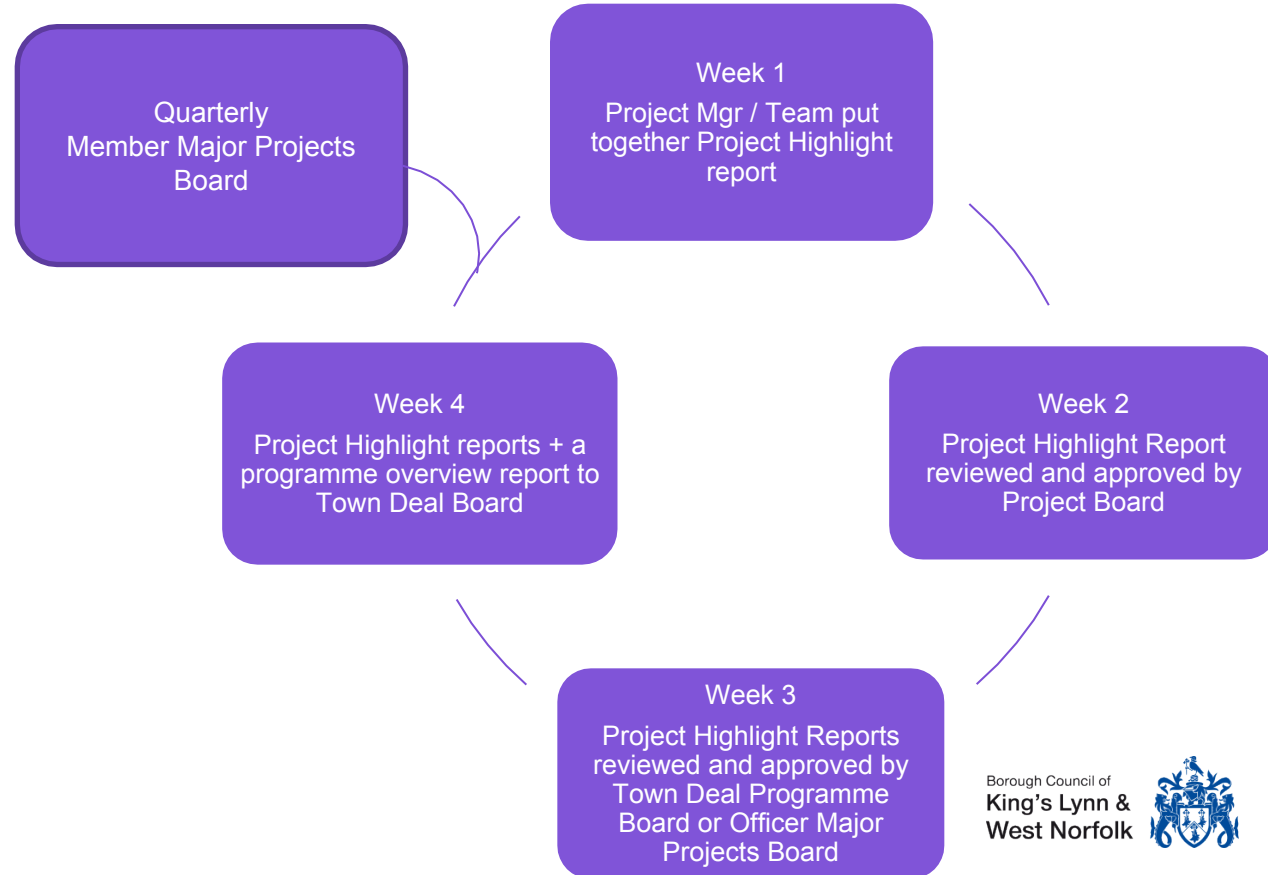 Quarterly
Member Major Projects
Board
Week 1
Project Mgr / Team put
together Project Highlight
report
Week 4
Project Highlight reports + a
programme overview report to
Town Deal Board
Week 2
Project Highlight Report
reviewed and approved by
Project Board
Week 3
Project Highlight Reports
reviewed and approved by
Town Deal Programme
Board or Officer Major
Projects Board
Borough Council of
King's Lynn &
West Norfolk